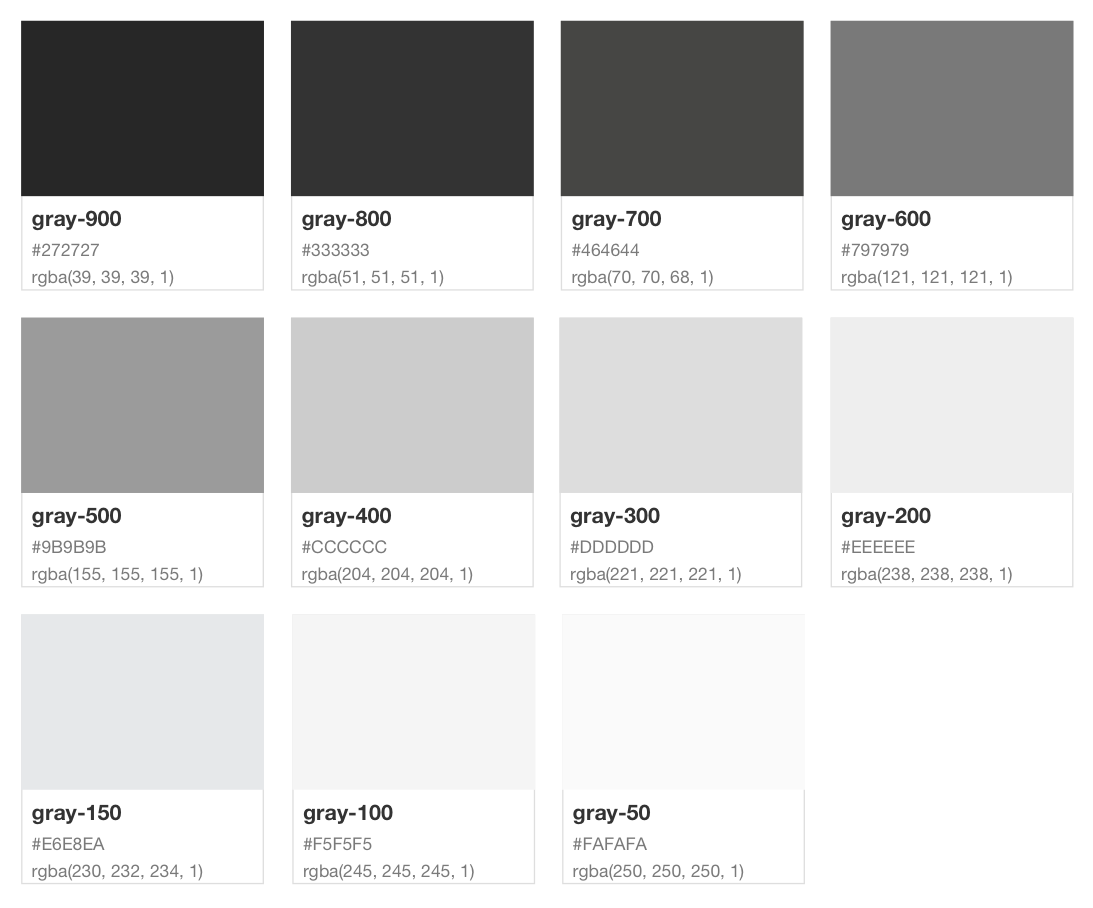 gray-900
#272727
rgba(39, 39, 39, 1)
gray-800
#333333
rgba(51, 51, 51, 1)
gray-700
#464644
rgba(70, 70, 68, 1)
gray-600
#797979
rgba(121, 121, 121, 1)
gray-500
#9B9B9B
rgba(155, 155, 155, 1)
gray-400
#CCCCCC
rgba(204, 204, 204, 1)
gray-300
#DDDDDD
rgba(221, 221, 221, 1)
gray-200
#EEEEEE
rgba(238, 238, 238, 1)
gray-150
#E6E8EA
rgba(230, 232, 234, 1)
gray-100
#F5F5F5
rgba(245, 245, 245, 1)
gray-50
#FAFAFA
rgba(250, 250, 250, 1)